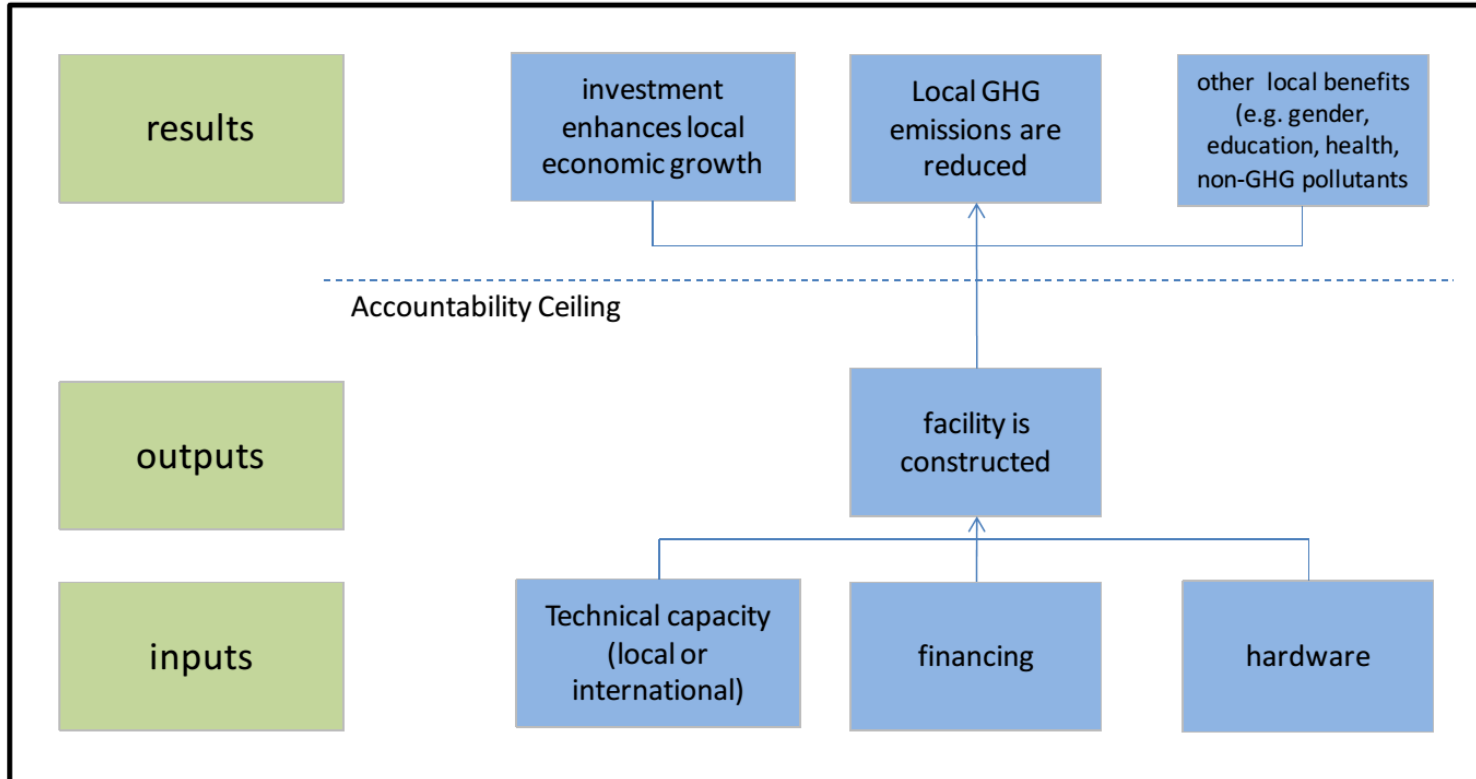 results
investment
enhances local
economic growth
Local GHG
emissions are
reduced
other local benefits
(e.g. gender,
education, health,
non-GHG pollutants
Accountability Ceiling
outputs
facility is
constructed
inputs
Technical capacity
(local or
international)
financing
hardware